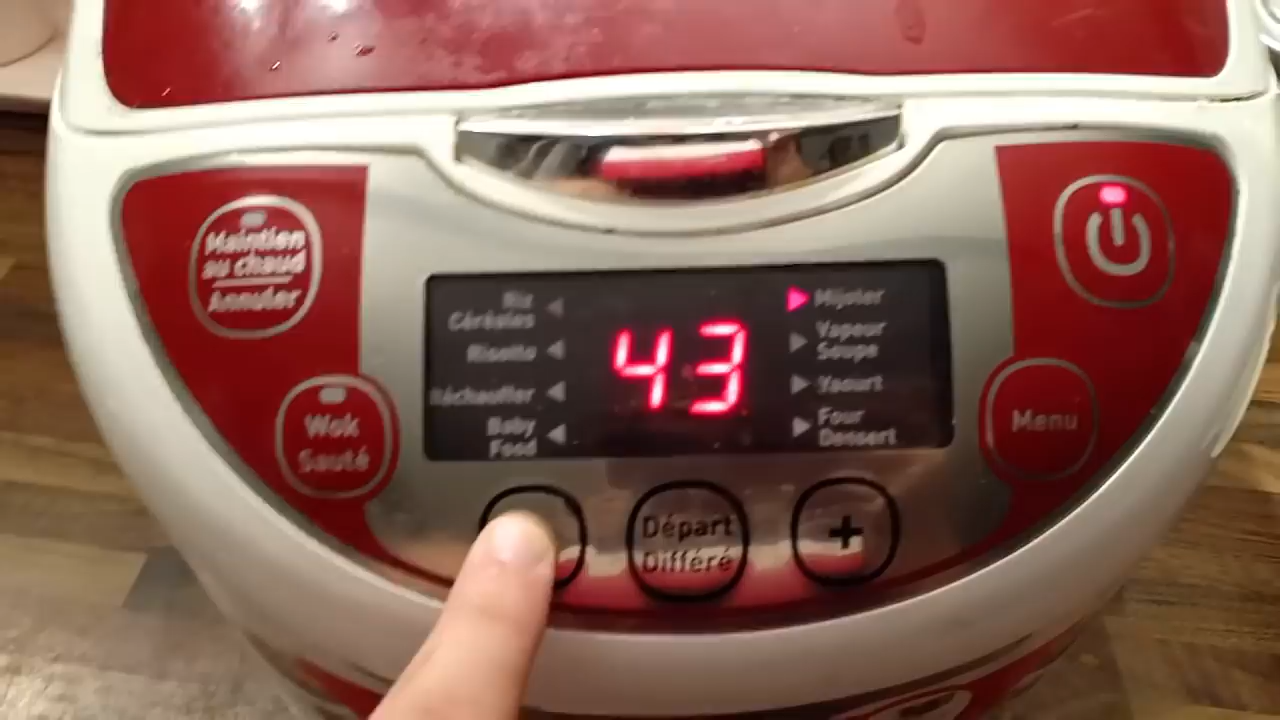 Maintien
au chaud
Annuler
Wok
Sauté
Riz
Céréales
Risotto
Réchauffer
Baby
Food
43
Mijoter
Vapeur
Soupe
Yaourt
Four
Dessert
Menu
Départ
Différé
+